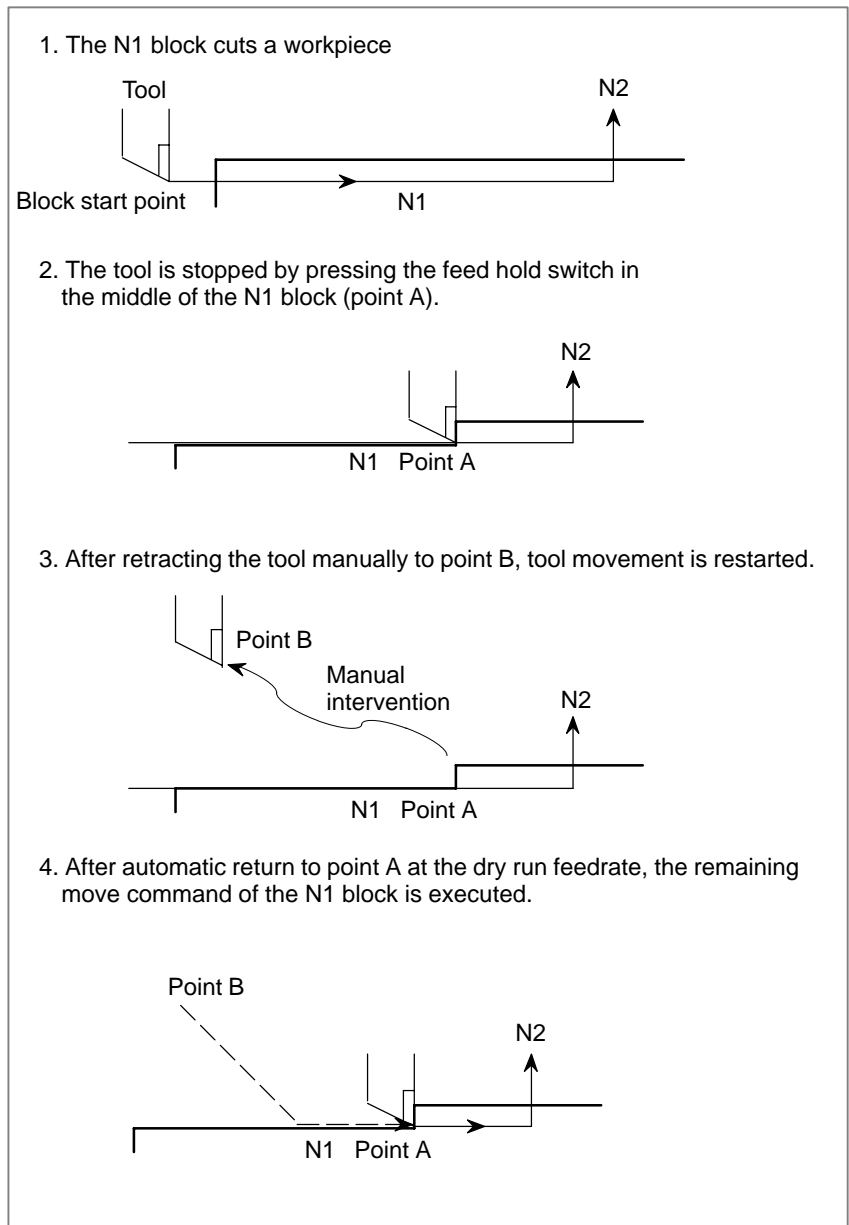 1. The N1 block cuts a workpiece
Tool
N2
Block start point
N1
2. The tool is stopped by pressing the feed hold switch in
the middle of the N1 block (point A).
N2
N1 Point A
3. After retracting the tool manually to point B, tool movement is restarted.
Point B
Manual
intervention
N2
N1 Point A
4. After automatic return to point A at the dry run feedrate, the remaining
move command of the N1 block is executed.
Point B
N2
N1 Point A